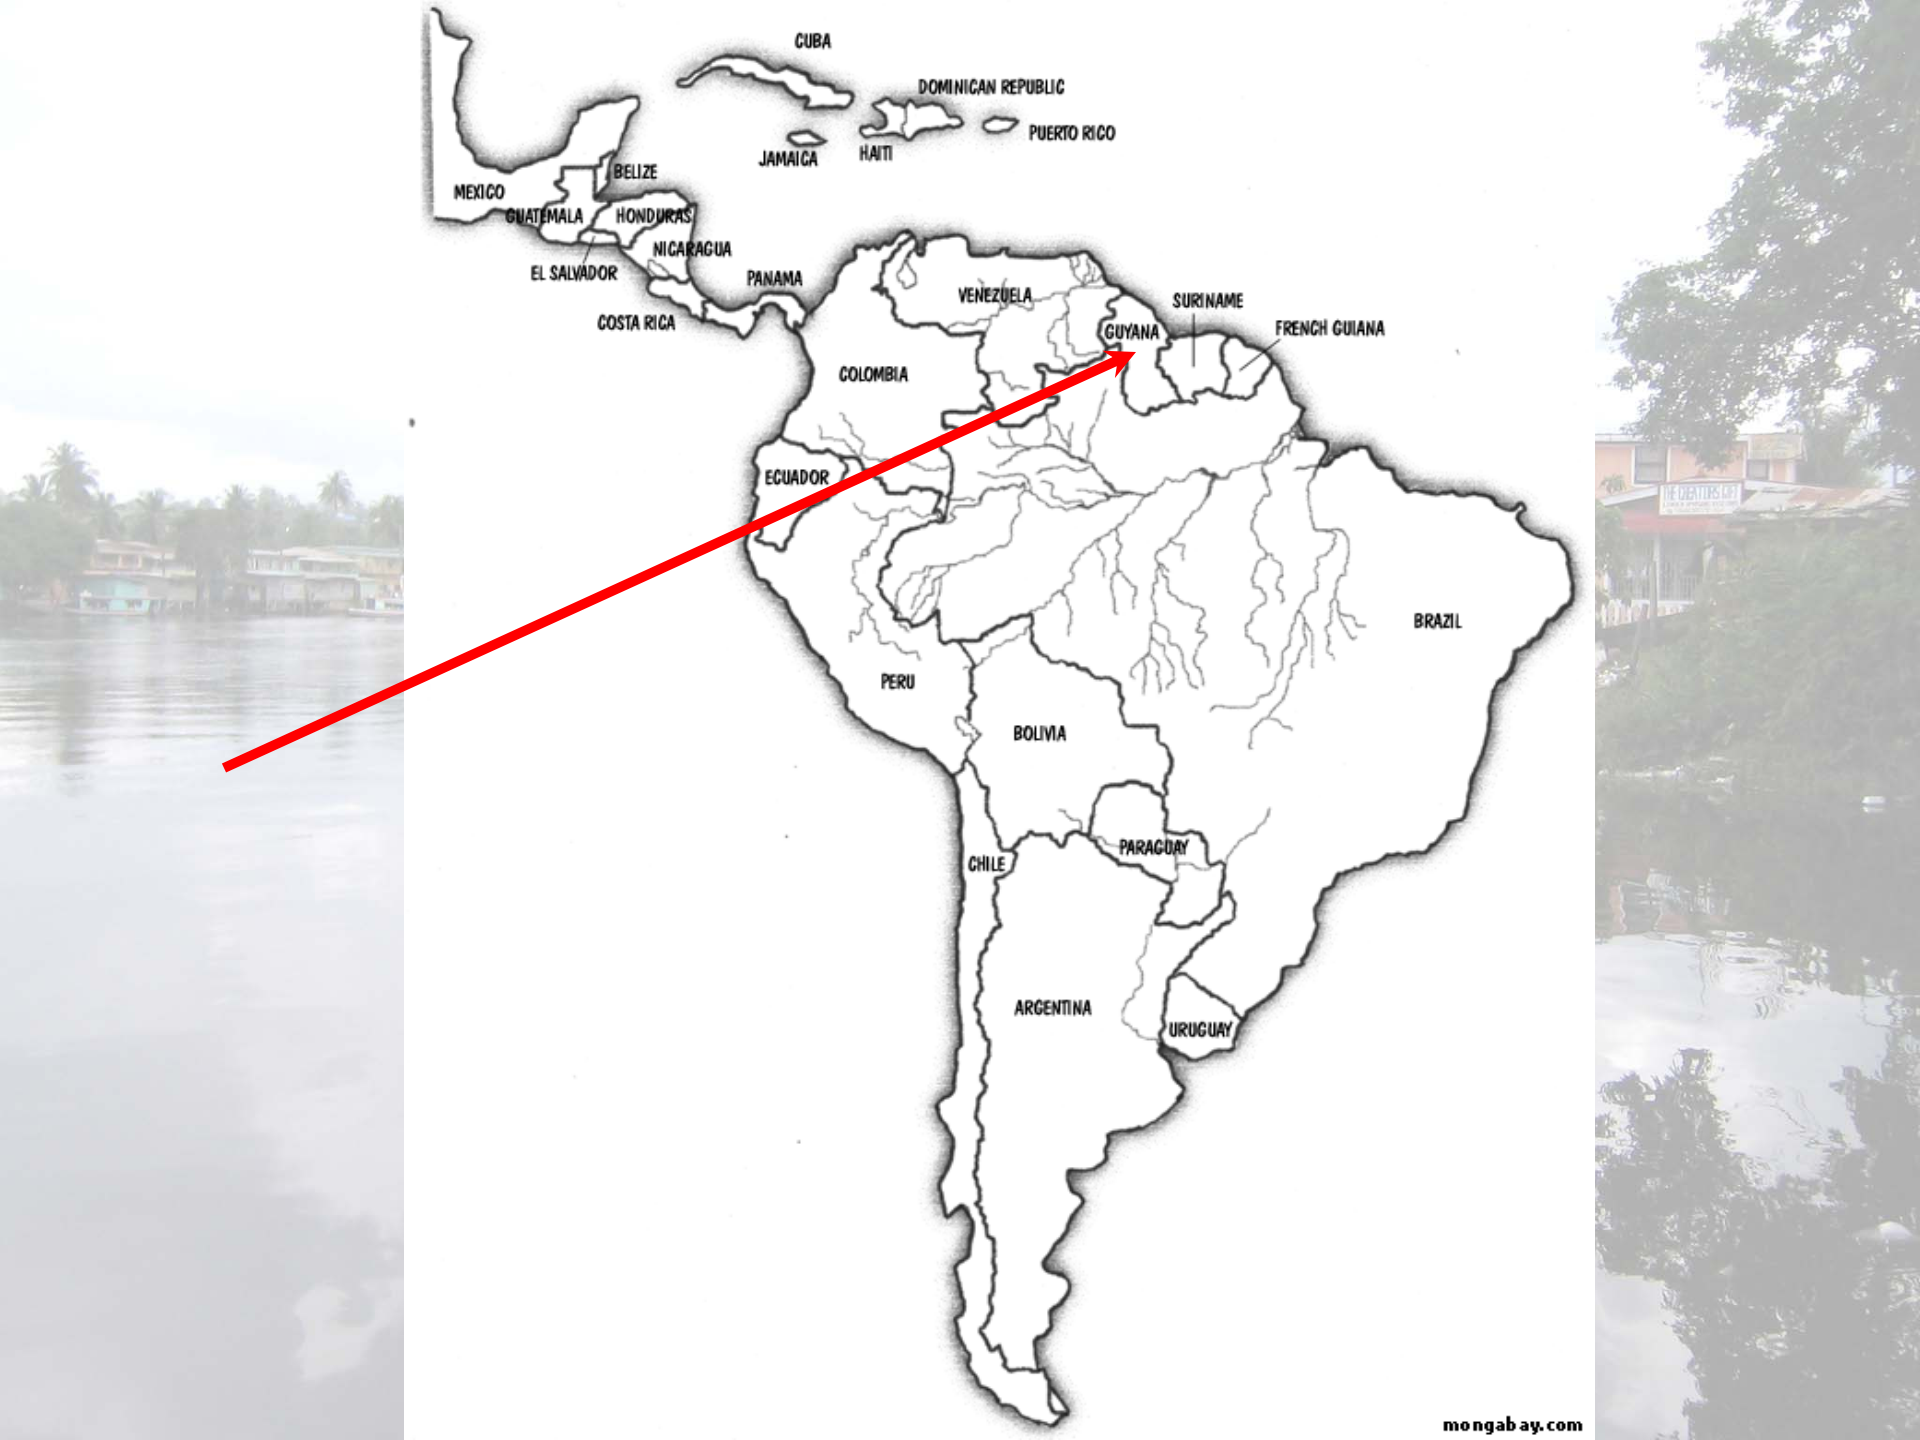 CUBA
DOMINICAN REPUBLIC
PUERTO RICO
JAMAICA
HAITI
BELIZE
MEXICO
GUATEMALA
HONDURAS
NICARAGUA
EL SALVADOR
PANAMA
COSTA RICA
VENEZUELA
SURINAME
GUYANA
FRENCH GUIANA
COLOMBIA
ECUADOR
BRAZIL
PERU
BOLIVIA
PARAGUAY
CHILE
ARGENTINA
URUGUAY
mongabay.com